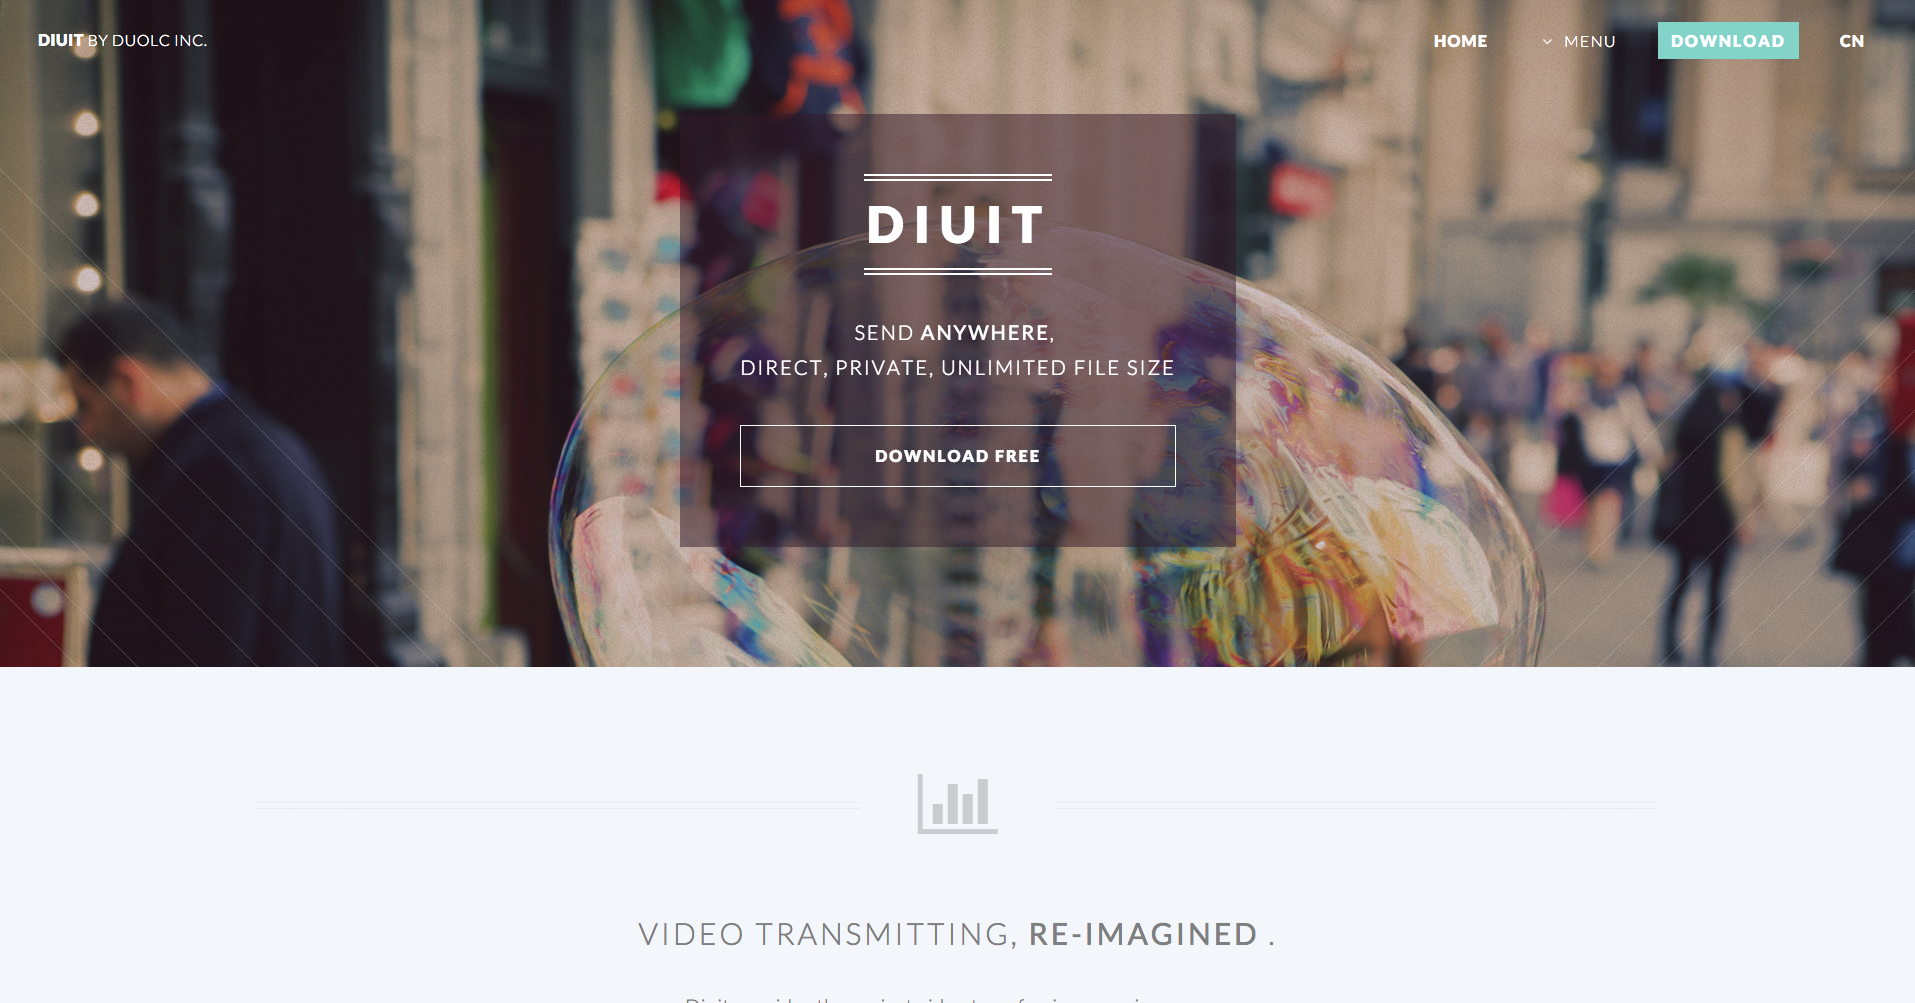 DIUIT BY DUOLC INC.
HOME
MENU
DOWNLOAD
CN
DIUIT
SEND ANYWHERE,
DIRECT, PRIVATE, UNLIMITED FILE SIZE
DOWNLOAD FREE
VIDEO TRANSMITTING, RE-IMAGINED .